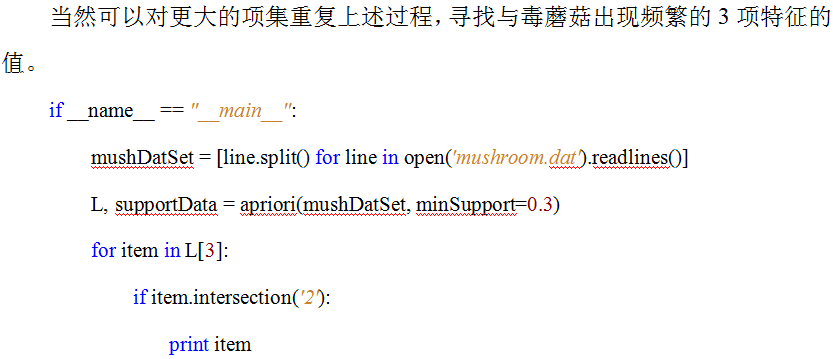 当然可以对更大的项集重复上述过程，寻找与毒蘑菇出现频繁的 3 项特征的
值。
if __name__ == "__main__":
mushDatSet = [line.split() for line in open('mushroom.dat').readlines()]
L, supportData = apriori(mushDatSet, minSupport=0.3)
for item in L[3]:
if item.intersection('2'):
print item